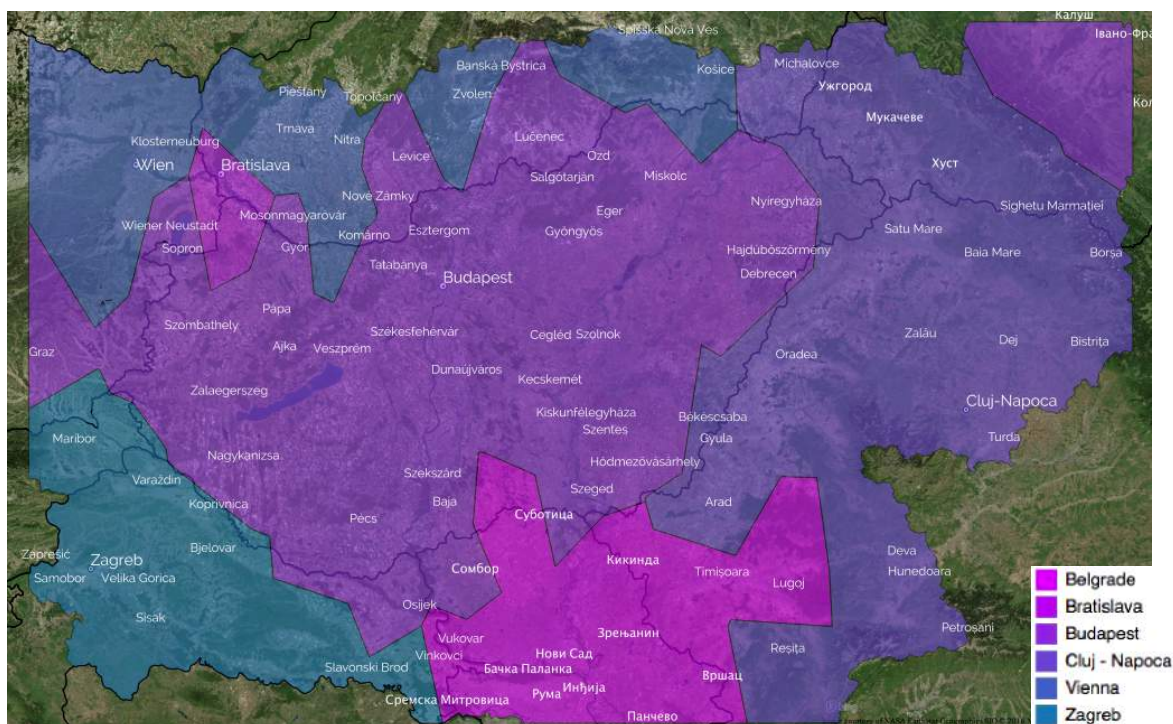 Калуш
Івано-Фра
Spišská Nová Ves
Banská Bystrica
Košice
Michalovce
Ужгород
Piešťany
Topoľčany
Zvolen
Кол
Мукачеве
Trnava
Nitra
Lučenec
Klosterneuburg
Wien
Bratislava
Levice
Ózd
Хуст
Salgótarján
Miskolc
Nové Zámky
Nyíregyháza
Sighetu Marmației
Mosonmagyaróvár
Eger
Wiener Neustadt
Komárno
Esztergom
Gyöngyös
Satu Mare
Sopron
Győr
Hajdúböszörmény
Baia Mare
Borșa
Tatabánya
Debrecen
Budapest
Pápa
Szombathely
Székesfehérvár
Cegléd
Szolnok
Zalău
Dej
Bistrița
Graz
Ajka
Veszprém
Oradea
Dunaújváros
Kecskemét
Zalaegerszeg
Cluj-Napoca
Kiskunfélegyháza
Békéscsaba
Szentes
Gyula
Turda
Maribor
Nagykanizsa
Hódmezővásárhely
Szekszárd
Varaždin
Szeged
Koprivnica
Baja
Arad
Pécs
Суботица
Bjelovar
Zaprešić
Zagreb
Кикинда
Deva
Сомбор
Timișoara
Hunedoara
Samobor
Velika Gorica
Lugoj
Osijek
Sisak
Petroșani
Vukovar
Зрењанин
Reșița
Vinkovci
Нови Сад
Slavonski Brod
Бачка Паланка
Вршац
Инђија
Рума
Сремска Митровица
Панчево
Belgrade
Bratislava
Budapest
Cluj - Napoca
Vienna
Zagreb